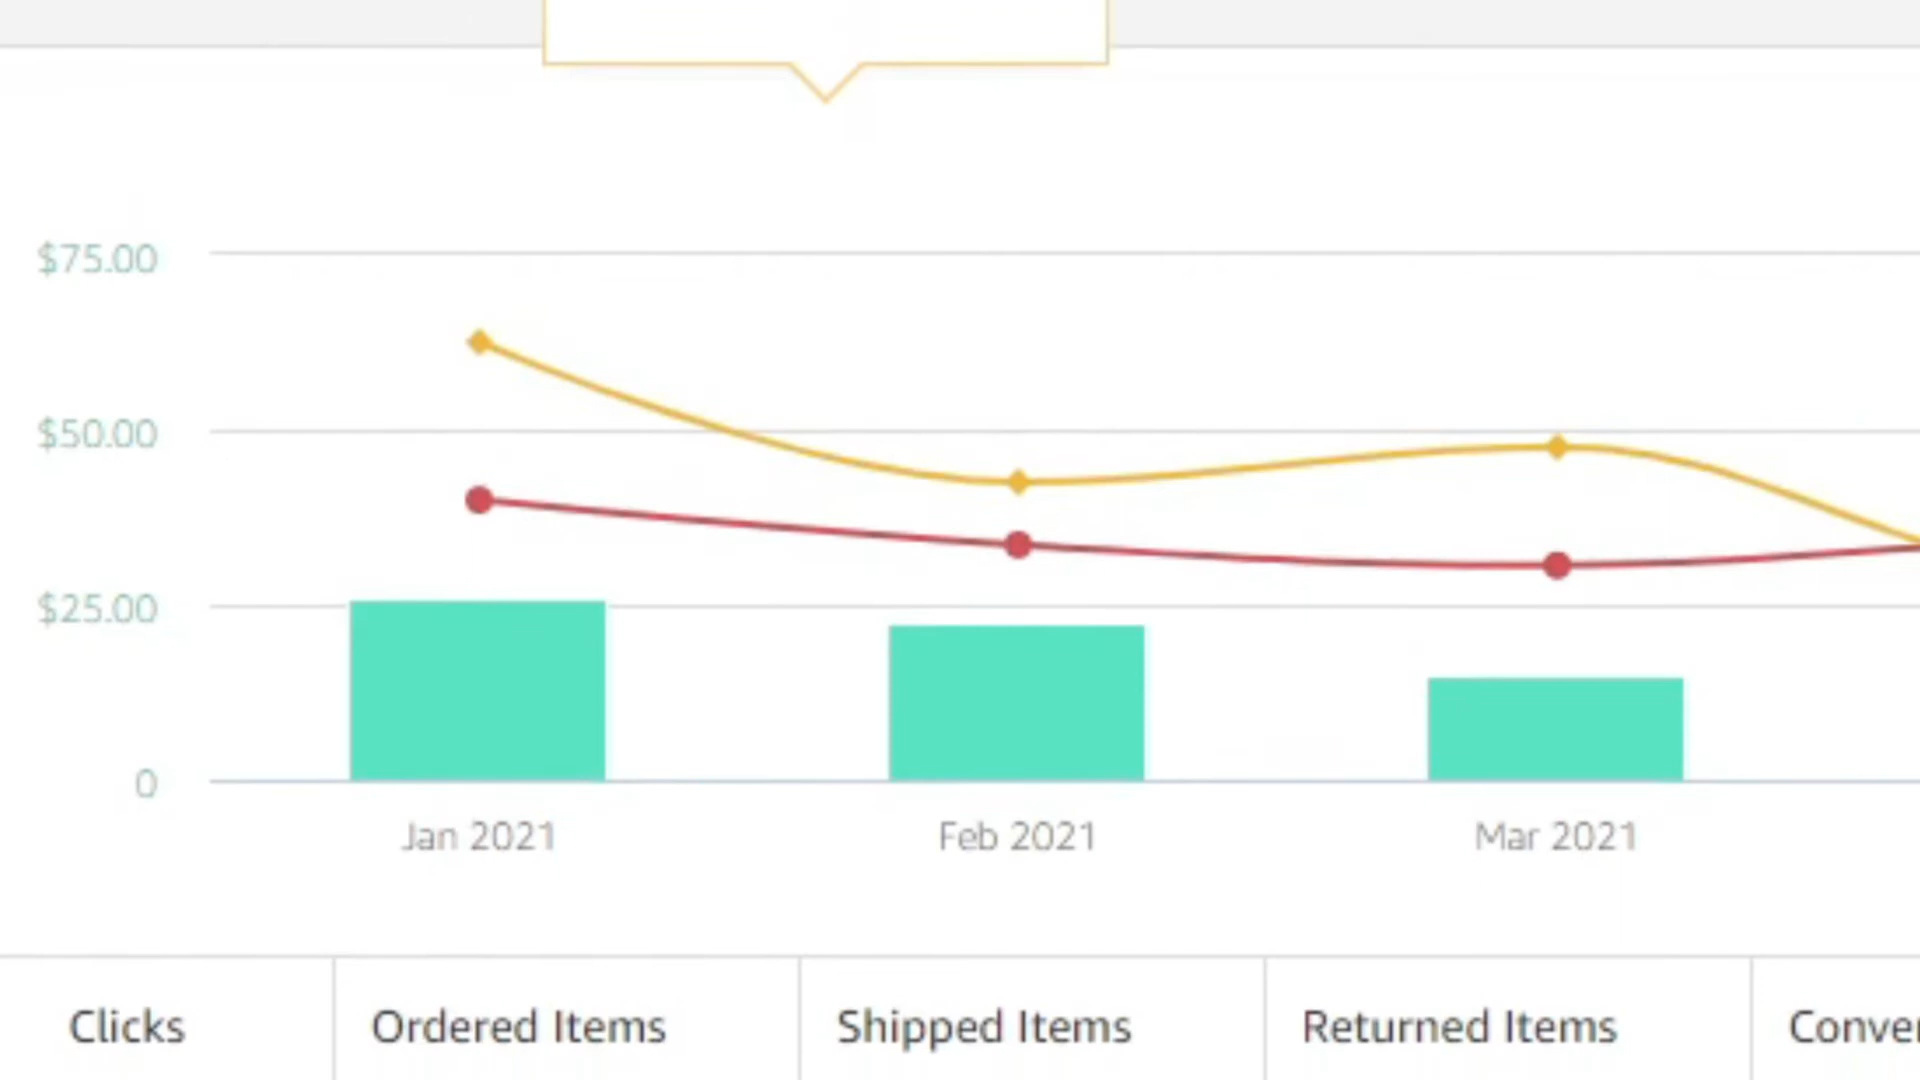 $75.00
$50.00
$25.00
0
Jan 2021 Feb 2021 Mar 2021
Clicks Ordered Items Shipped Items Returned Items Conver